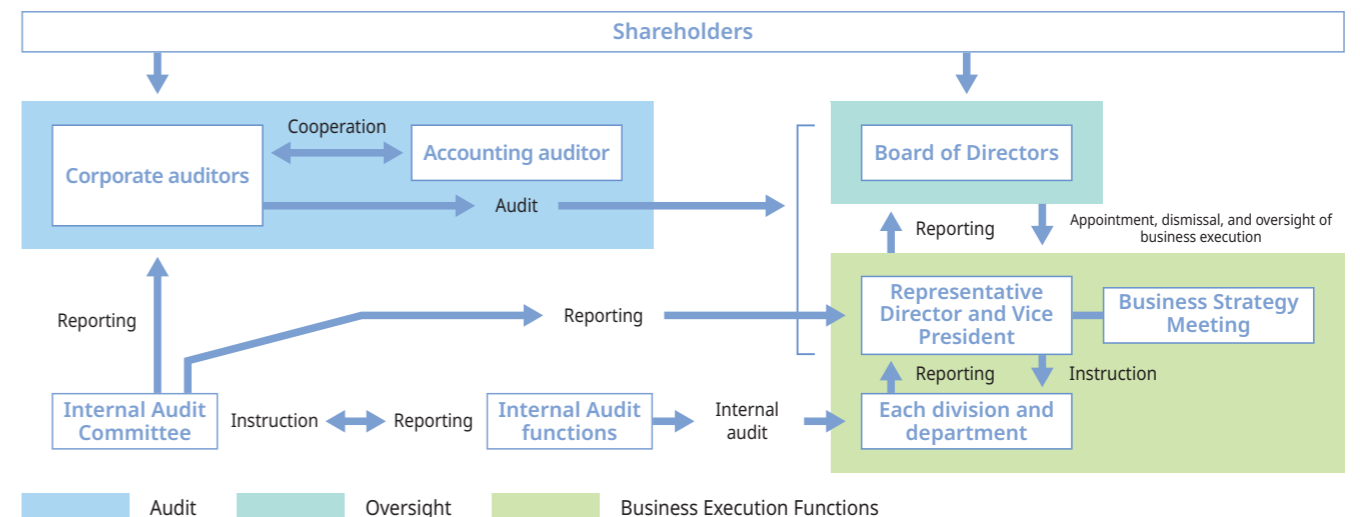 Shareholders
Cooperation
Corporate auditors
Accounting auditor
Audit
Board of Directors
Reporting
Appointment, dismissal, and oversight of
business execution
Reporting
Reporting
Representative
Director and Vice
President
Business Strategy
Meeting
Reporting
Instruction
Internal Audit
Committee
Instruction
Reporting
Internal Audit
functions
Internal
audit
Each division and
department
Audit
Oversight
Business Execution Functions